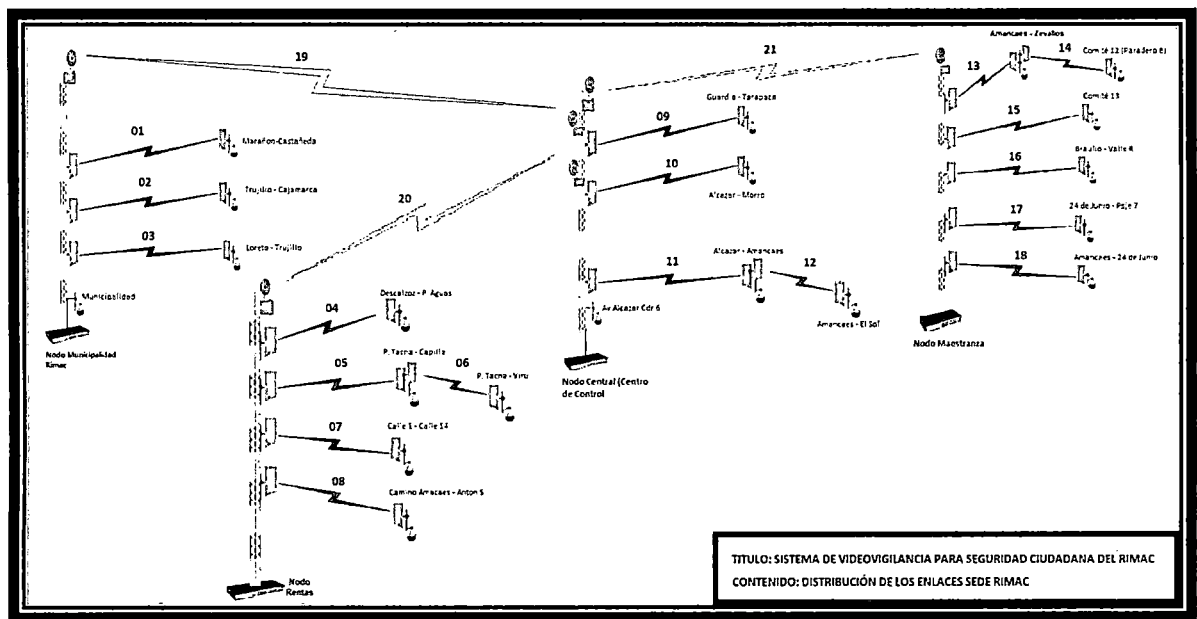 19
21
Amancaes - Zevallos
13
14
Comité 12 (Paradero E)
01
Marañon-Castañeda
Guardia - Tarapaca
09
15
Comité 13
02
Trujillo - Cajamarca
10
Alcazar - Morro
16
Braulio - Valle R
20
03
Loreto - Trujillo
17
24 de Junio - Psje 7
11
Alcazar - Amancaes
12
18
Amancaes - 24 de Junio
Municipalidad
Av Alcazar Cdr 6
Amancaes - El Sol
Nodo Municipalidad
Rimac
04
Descalzos - P. Aguas
Nodo Maestranza
Nodo Central (Centro
de Control
05
P. Tacna - Capilla
06
P. Tacna - Viru
07
Calle 1 - Calle 14
08
Camino Amacaes - Anton S
Nodo
Rentas
TITULO: SISTEMA DE VIDEOVIGILANCIA PARA SEGURIDAD CIUDADANA DEL RIMAC
CONTENIDO: DISTRIBUCIÓN DE LOS ENLACES SEDE RIMAC